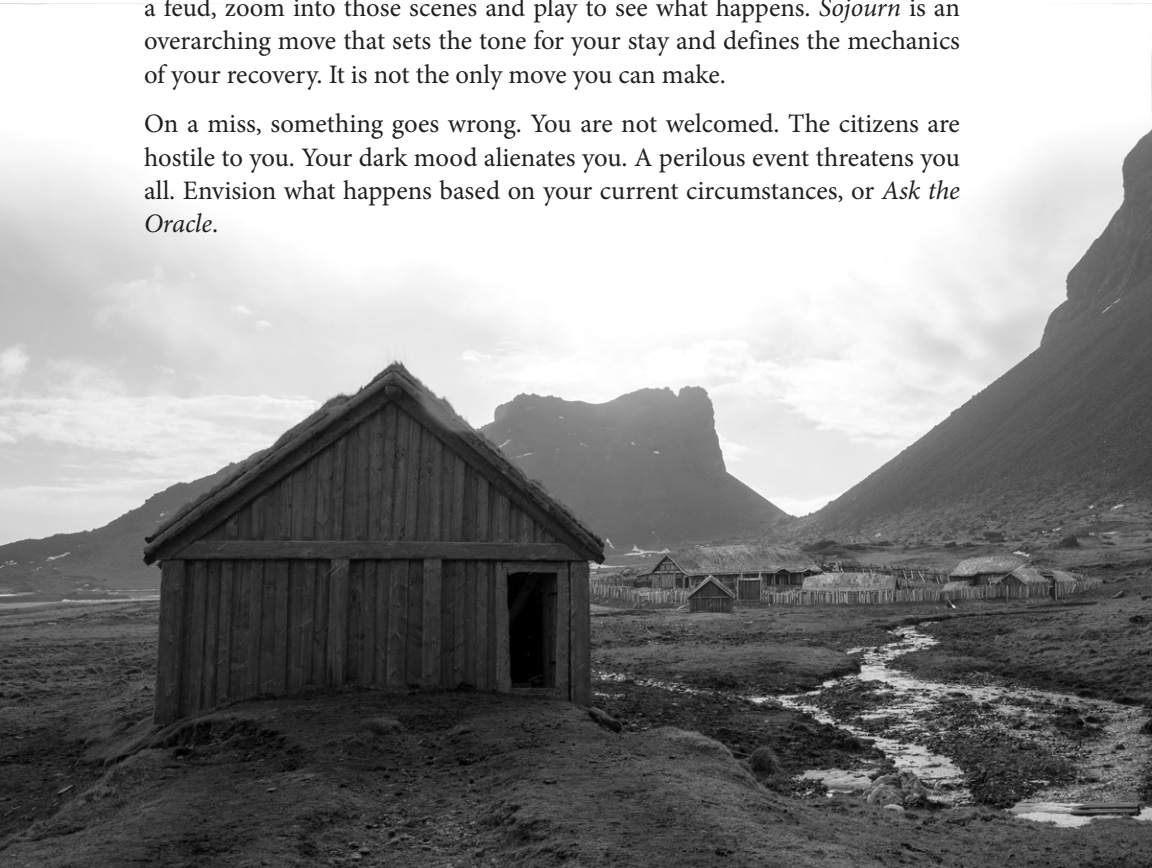 a feud, zoom into those scenes and play to see what happens. Sojourn is an
overarching move that sets the tone for your stay and defines the mechanics
of your recovery. It is not the only move you can make.
On a miss, something goes wrong. You are not welcomed. The citizens are
hostile to you. Your dark mood alienates you. A perilous event threatens you
all. Envision what happens based on your current circumstances, or Ask the
Oracle.